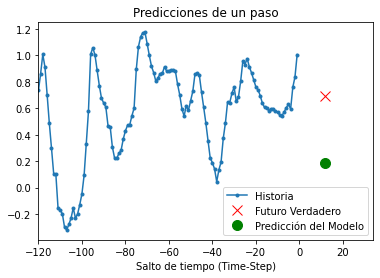 Predicciones de un paso
1.2
1.0
0.8
0.6
0.4
0.2
0.0
−0.2
Historia
Futuro Verdadero
Predicción del Modelo
−120 −100 −80 −60 −40 −20 0 20
Salto de tiempo (Time-Step)